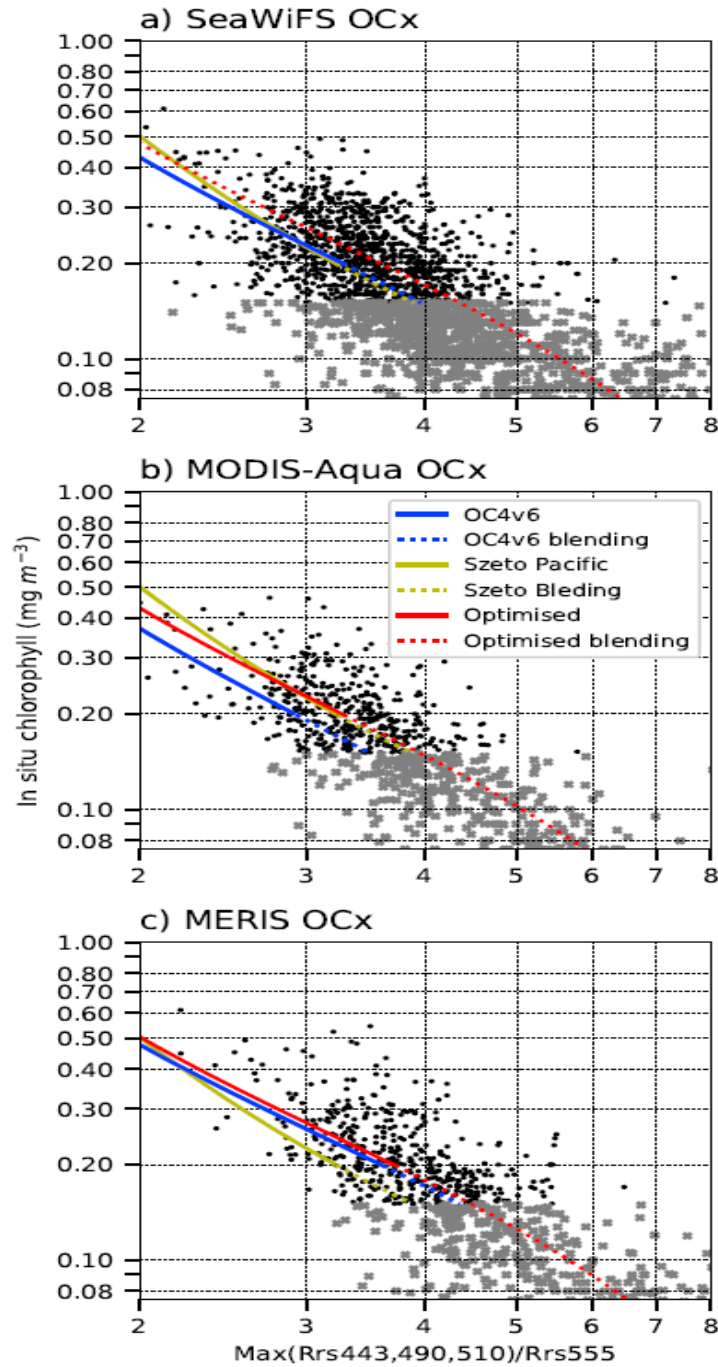 a) SeaWiFS OCx
1.00
0.80
0.70
0.60
0.50
0.40
0.30
0.20
0.10
0.08
2 3 4 5 6 7 8
b) MODIS-Aqua OCx
1.00
0.80
0.70
0.60
0.50
0.40
0.30
0.20
0.10
0.08
OC4v6
OC4v6 blending
Szeto Pacific
Szeto Bleding
Optimised
Optimised blending
In situ chlorophyll (mg m⁻³)
2 3 4 5 6 7 8
c) MERIS OCx
1.00
0.80
0.70
0.60
0.50
0.40
0.30
0.20
0.10
0.08
2 3 4 5 6 7 8
Max(Rrs443,490,510)/Rrs555